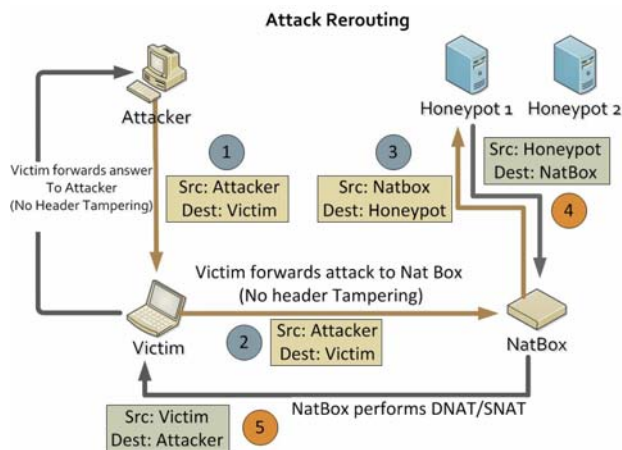 Attack Rerouting
Attacker
Honeypot 1
Honeypot 2
Victim forwards answer
To Attacker
(No Header Tampering)
1
Src: Attacker
Dest: Victim
3
Src: Natbox
Dest: Honeypot
Src: Honeypot
Dest: NatBox
4
Victim forwards attack to Nat Box
(No header Tampering)
Victim
2
Src: Attacker
Dest: Victim
NatBox
Src: Victim
Dest: Attacker
5
NatBox performs DNAT/SNAT